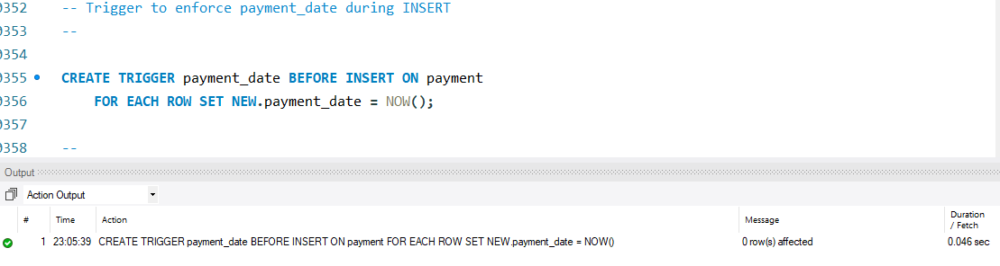 0352 -- Trigger to enforce payment_date during INSERT
0353 --
0354
0355 CREATE TRIGGER payment_date BEFORE INSERT ON payment
0356 FOR EACH ROW SET NEW.payment_date = NOW();
0357
0358 --
Output
Action Output
# Time Action Message Duration / Fetch
1 23:05:39 CREATE TRIGGER payment_date BEFORE INSERT ON payment FOR EACH ROW SET NEW.payment_date = NOW() 0 row(s) affected 0.046 sec